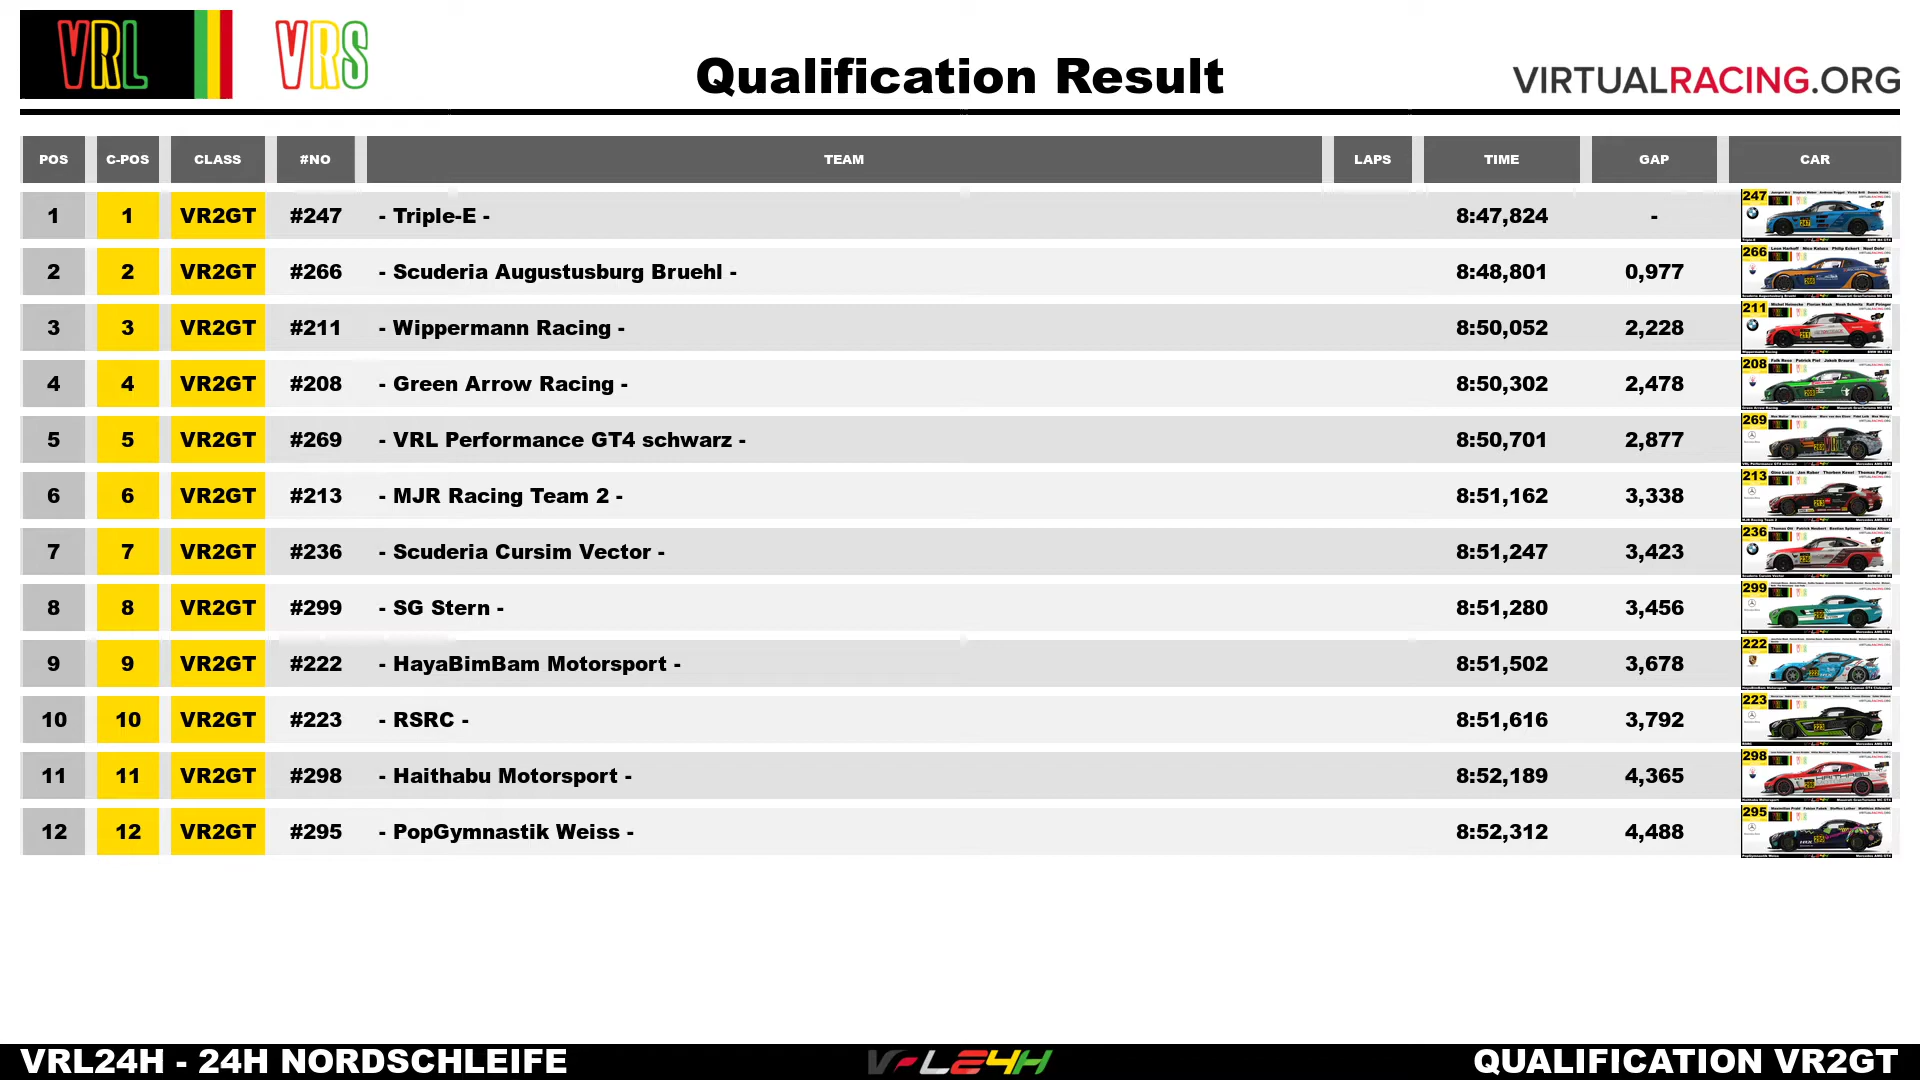 VRL VRS
Qualification Result
VIRTUALRACING.ORG
POS C-POS CLASS #NO TEAM LAPS TIME GAP CAR
1 1 VR2GT #247 - Triple-E - 8:47,824 - 247
2 2 VR2GT #266 - Scuderia Augustusburg Bruehl - 8:48,801 0,977 266
3 3 VR2GT #211 - Wippermann Racing - 8:50,052 2,228 211
4 4 VR2GT #208 - Green Arrow Racing - 8:50,302 2,478 208
5 5 VR2GT #269 - VRL Performance GT4 schwarz - 8:50,701 2,877 269
6 6 VR2GT #213 - MJR Racing Team 2 - 8:51,162 3,338 213
7 7 VR2GT #236 - Scuderia Cursim Vector - 8:51,247 3,423 236
8 8 VR2GT #299 - SG Stern - 8:51,280 3,456 299
9 9 VR2GT #222 - HayaBimBam Motorsport - 8:51,502 3,678 222
10 10 VR2GT #223 - RSRC - 8:51,616 3,792 223
11 11 VR2GT #298 - Haithabu Motorsport - 8:52,189 4,365 298
12 12 VR2GT #295 - PopGymnastik Weiss - 8:52,312 4,488 295
VRL24H - 24H NORDSCHLEIFE
VRL24H
QUALIFICATION VR2GT